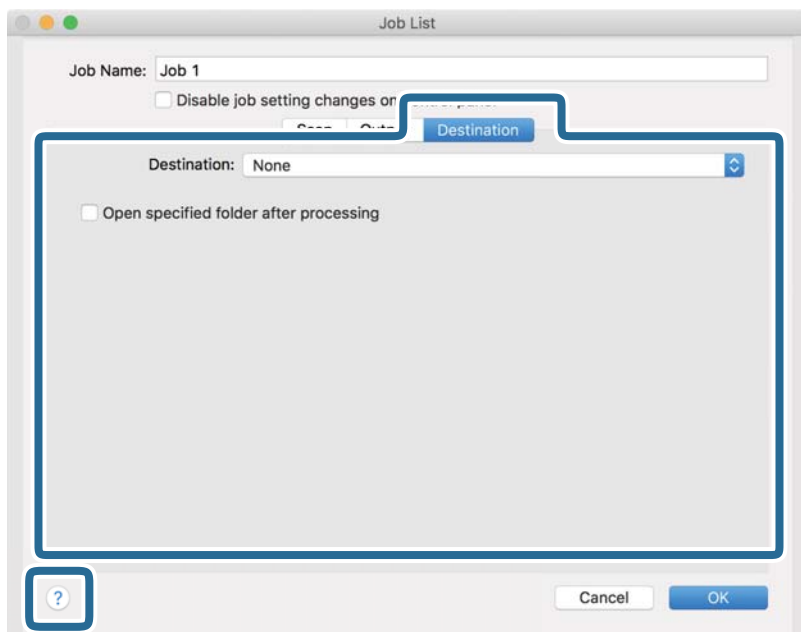 Job List
Job Name: Job 1
Disable job setting changes on
Destination
Destination: None
Open specified folder after processing
?
Cancel OK